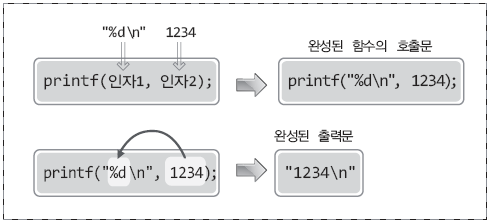 "%d\n" 1234
완성된 함수의 호출문
printf(인자1, 인자2);
printf("%d\n", 1234);
완성된 출력문
printf("%d\n", 1234);
"1234\n"